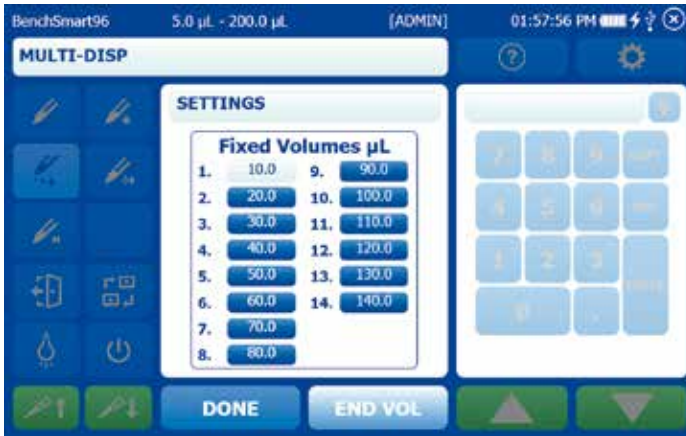 BenchSmart96 5.0 µL - 200.0 µL [ADMIN] 01:57:56 PM
MULTI-DISP
SETTINGS
Fixed Volumes µL
1. 10.0 9. 90.0
2. 20.0 10. 100.0
3. 30.0 11. 110.0
4. 40.0 12. 120.0
5. 50.0 13. 130.0
6. 60.0 14. 140.0
7. 70.0
8. 80.0
7 8 9
4 5 6
1 2 3
0 .
DONE END VOL